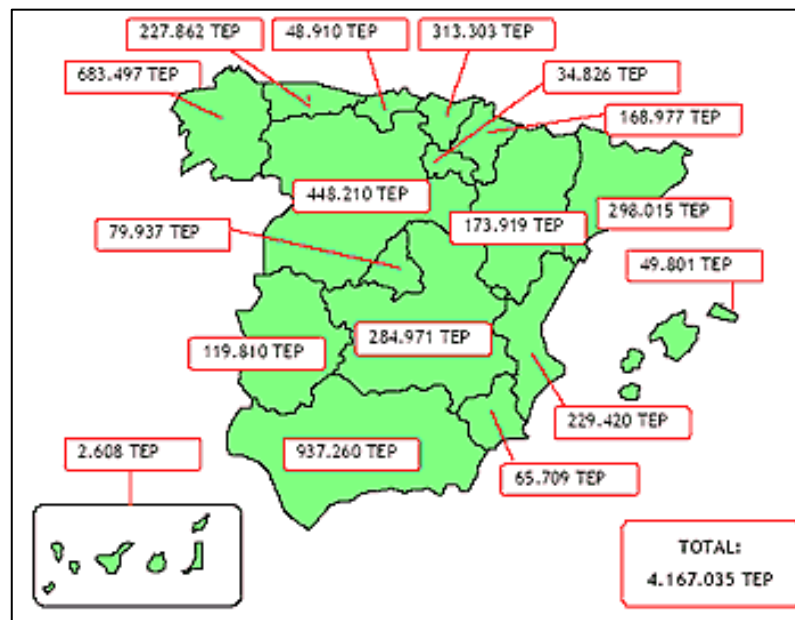 227.862 TEP
48.910 TEP
313.303 TEP
683.497 TEP
34.826 TEP
168.977 TEP
448.210 TEP
79.937 TEP
173.919 TEP
298.015 TEP
49.801 TEP
119.810 TEP
284.971 TEP
229.420 TEP
2.608 TEP
937.260 TEP
65.709 TEP
TOTAL:
4.167.035 TEP